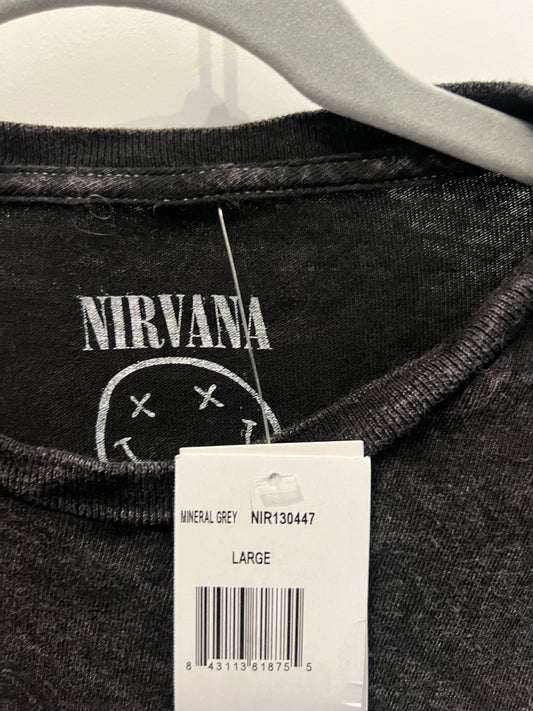 NIRVANA
MINERAL GREY NIR130447
LARGE
8 43113 81875 5